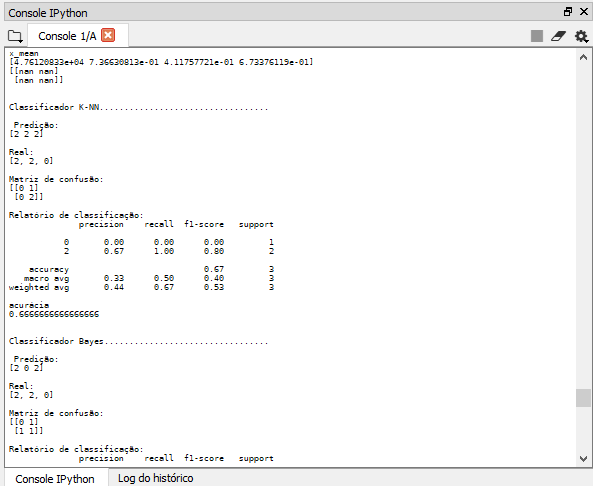 Console IPython
Console 1/A
x_mean
[4.76120833e+04 7.36630813e-01 4.11757721e-01 6.73376119e-01]
[[nan nan]
[nan nan]]
Classificador K-NN..................................
Predição:
[2 2 2]
Real:
[2, 2, 0]
Matriz de confusão:
[[0 1]
[0 2]]
Relatório de classificação:
precision recall f1-score support
0 0.00 0.00 0.00 1
2 0.67 1.00 0.80 2
accuracy 0.67 3
macro avg 0.33 0.50 0.40 3
weighted avg 0.44 0.67 0.53 3
acurácia
0.6666666666666666
Classificador Bayes.................................
Predição:
[2 0 2]
Real:
[2, 2, 0]
Matriz de confusão:
[[0 1]
[1 1]]
Relatório de classificação:
precision recall f1-score support
Console IPython
Log do histórico